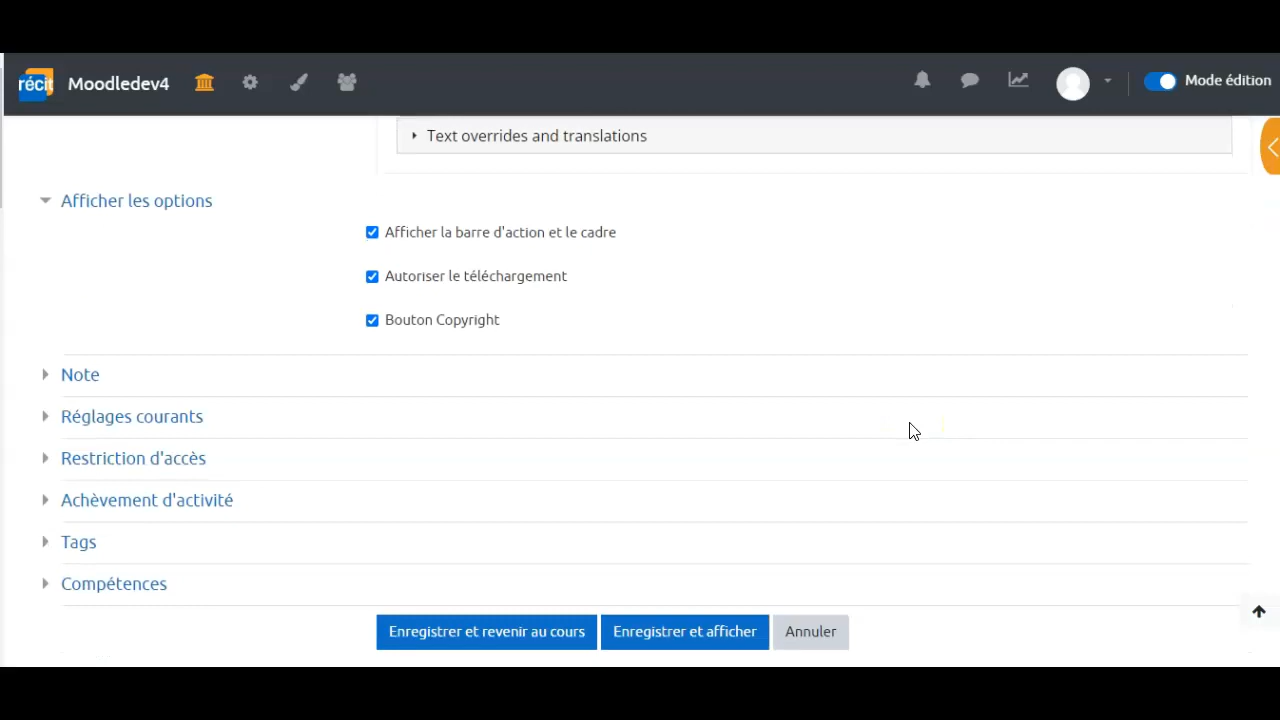 récit Moodledev4 Mode édition
Text overrides and translations
Afficher les options
Afficher la barre d'action et le cadre
Autoriser le téléchargement
Bouton Copyright
Note
Réglages courants
Restriction d'accès
Achèvement d'activité
Tags
Compétences
Enregistrer et revenir au cours Enregistrer et afficher Annuler